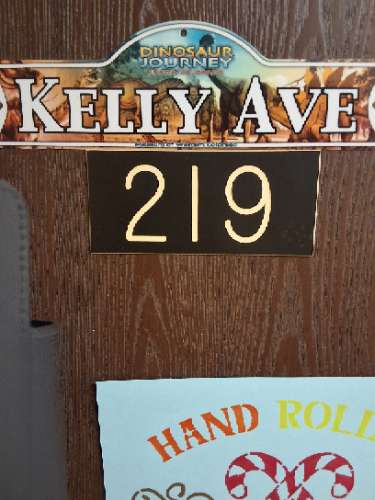 DINOSAUR
JOURNEY
KELLY AVE
219
HAND ROLL